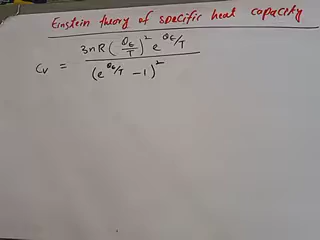 Einstein theory of specific heat capacity
Cv = 3nR(θE/T)² e^θE/T / (e^θE/T - 1)²